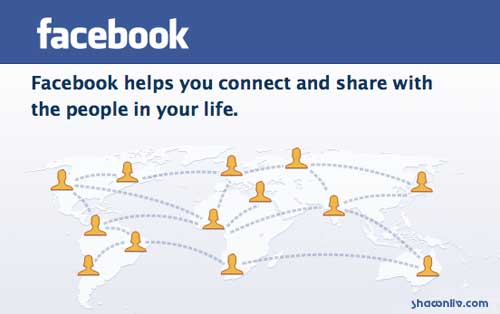 facebook
Facebook helps you connect and share with
the people in your life.
shaoonliv.com